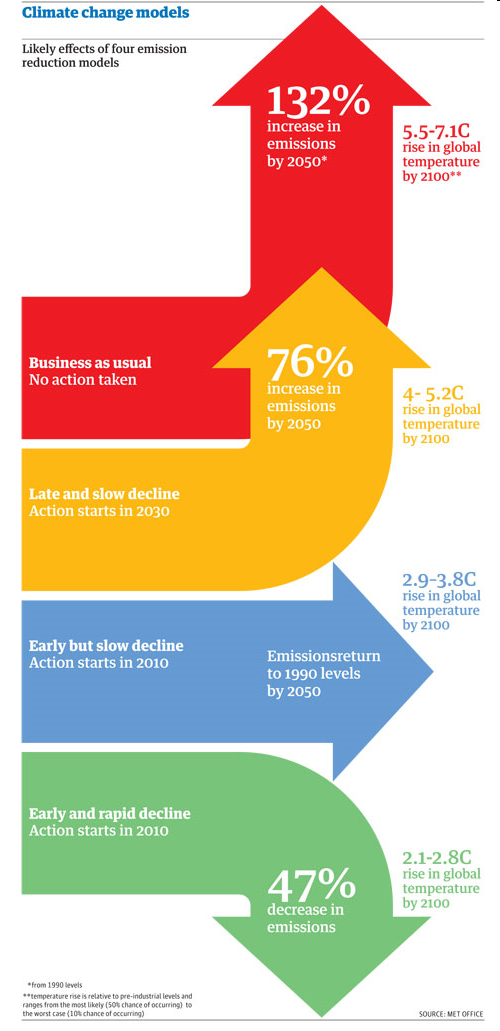 Climate change models
Likely effects of four emission
reduction models
132%
increase in
emissions
by 2050*
5.5-7.1C
rise in global
temperature
by 2100**
Business as usual
No action taken
76%
increase in
emissions
by 2050
4- 5.2C
rise in global
temperature
by 2100
Late and slow decline
Action starts in 2030
2.9-3.8C
rise in global
temperature
by 2100
Early but slow decline
Action starts in 2010
Emissionsreturn
to 1990 levels
by 2050
Early and rapid decline
Action starts in 2010
47%
decrease in
emissions
2.1-2.8C
rise in global
temperature
by 2100
*from 1990 levels
**temperature rise is relative to pre-industrial levels and
ranges from the most likely (50% chance of occurring) to
the worst case (10% chance of occurring)
SOURCE: MET OFFICE